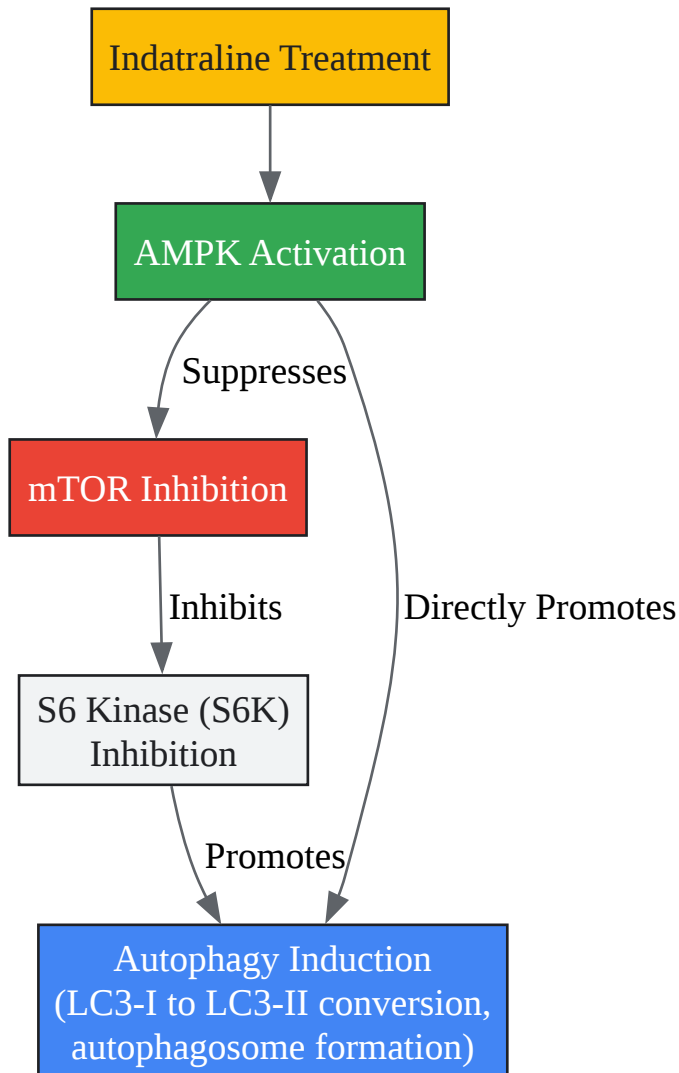 Indatraline Treatment
AMPK Activation
Suppresses
mTOR Inhibition
Inhibits
Directly Promotes
S6 Kinase (S6K)
Inhibition
Promotes
Autophagy Induction
(LC3-I to LC3-II conversion,
autophagosome formation)